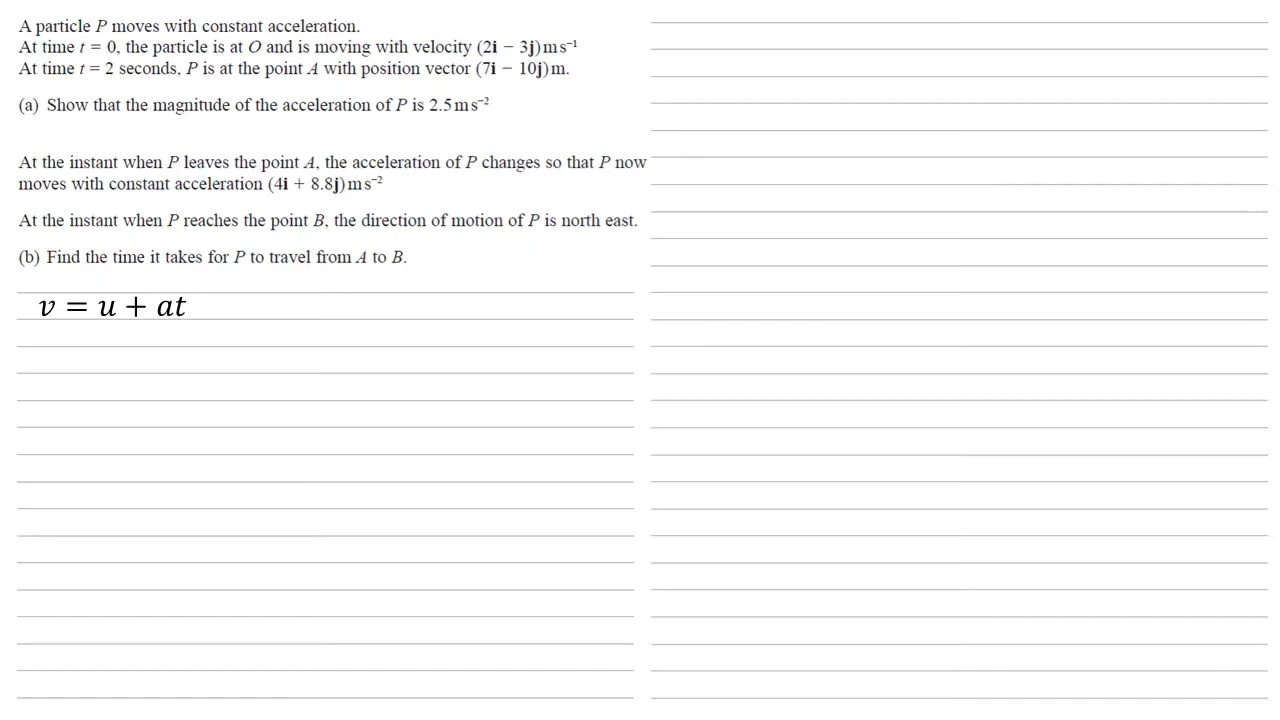 A particle P moves with constant acceleration.
At time t = 0, the particle is at O and is moving with velocity (2i − 3j) m s⁻¹
At time t = 2 seconds, P is at the point A with position vector (7i − 10j) m.
(a) Show that the magnitude of the acceleration of P is 2.5 m s⁻²
At the instant when P leaves the point A, the acceleration of P changes so that P now
moves with constant acceleration (4i + 8.8j) m s⁻²
At the instant when P reaches the point B, the direction of motion of P is north east.
(b) Find the time it takes for P to travel from A to B.
v = u + at